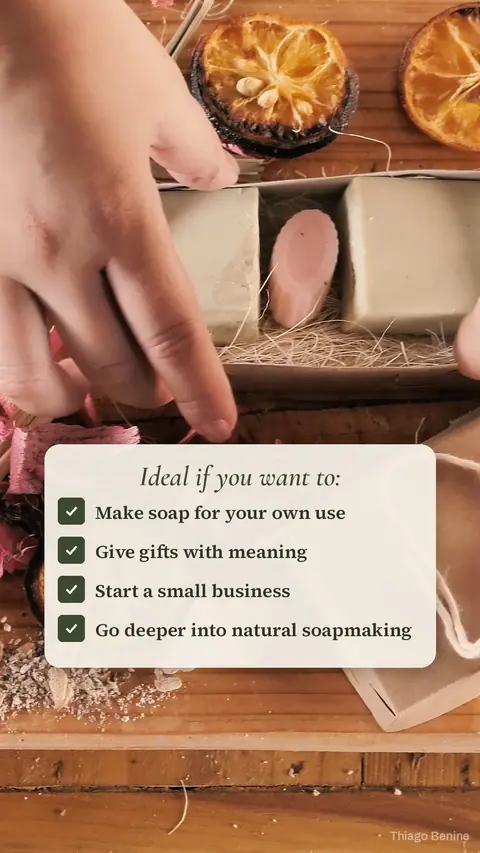 Ideal if you want to:
Make soap for your own use
Give gifts with meaning
Start a small business
Go deeper into natural soapmaking
Thiago Benine